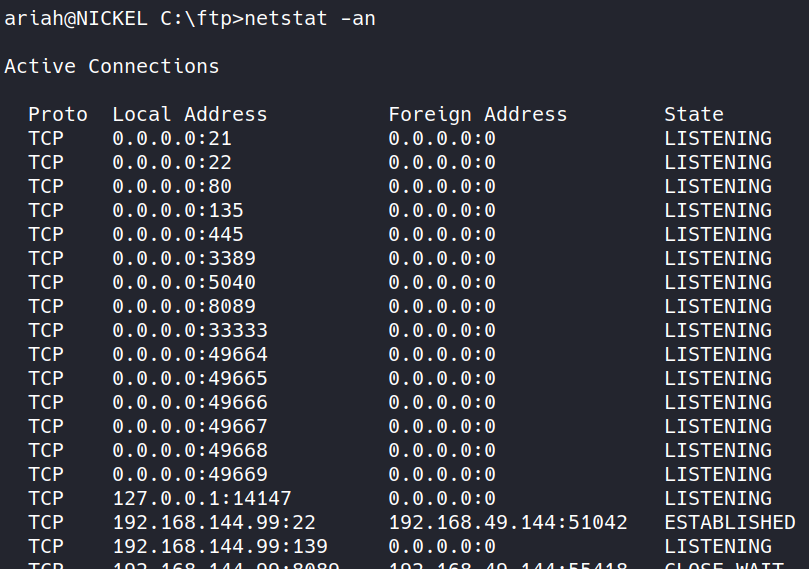 ariah@NICKEL C:\ftp>netstat -an
Active Connections
Proto Local Address Foreign Address State
TCP 0.0.0.0:21 0.0.0.0:0 LISTENING
TCP 0.0.0.0:22 0.0.0.0:0 LISTENING
TCP 0.0.0.0:80 0.0.0.0:0 LISTENING
TCP 0.0.0.0:135 0.0.0.0:0 LISTENING
TCP 0.0.0.0:445 0.0.0.0:0 LISTENING
TCP 0.0.0.0:3389 0.0.0.0:0 LISTENING
TCP 0.0.0.0:5040 0.0.0.0:0 LISTENING
TCP 0.0.0.0:8089 0.0.0.0:0 LISTENING
TCP 0.0.0.0:33333 0.0.0.0:0 LISTENING
TCP 0.0.0.0:49664 0.0.0.0:0 LISTENING
TCP 0.0.0.0:49665 0.0.0.0:0 LISTENING
TCP 0.0.0.0:49666 0.0.0.0:0 LISTENING
TCP 0.0.0.0:49667 0.0.0.0:0 LISTENING
TCP 0.0.0.0:49668 0.0.0.0:0 LISTENING
TCP 0.0.0.0:49669 0.0.0.0:0 LISTENING
TCP 127.0.0.1:14147 0.0.0.0:0 LISTENING
TCP 192.168.144.99:22 192.168.49.144:51042 ESTABLISHED
TCP 192.168.144.99:139 0.0.0.0:0 LISTENING
TCP 192.168.144.99:8089 192.168.49.144:55418 CLOSE_WAIT